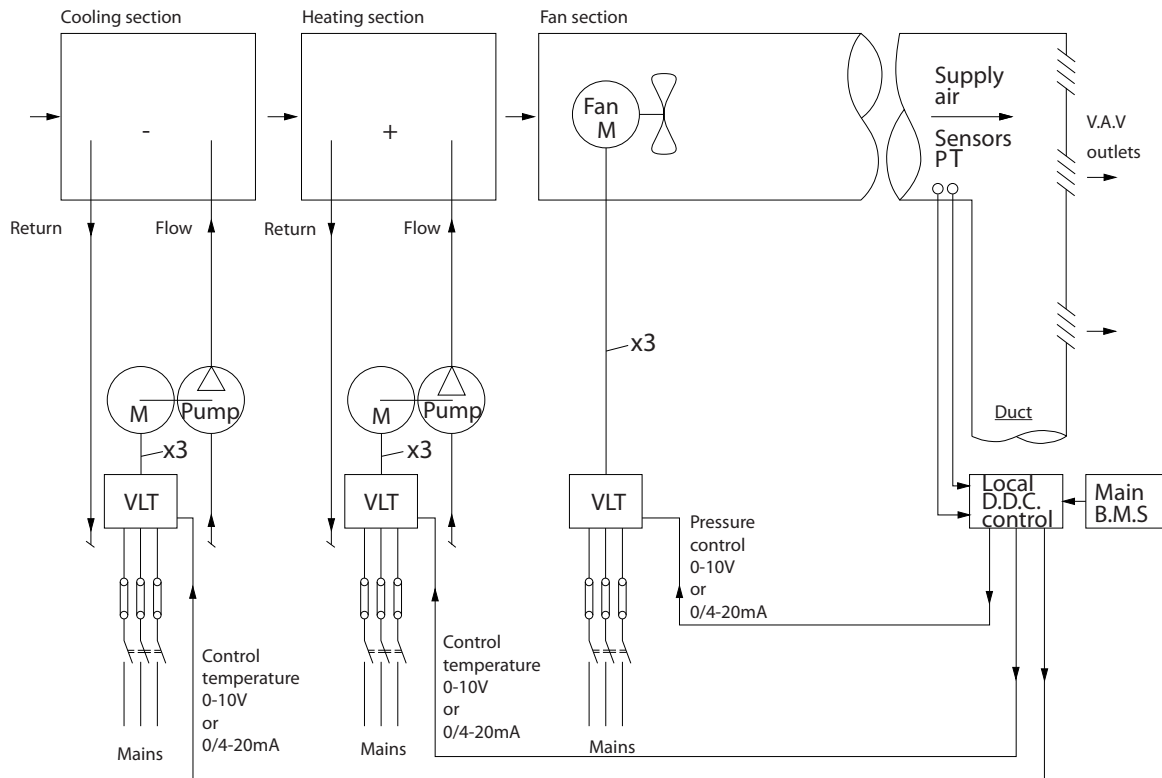 Cooling section
Heating section
Fan section
-
+
Fan
M
Supply
air
Sensors
PT
V.A.V
outlets
Return
Flow
Return
Flow
x3
Duct
M
Pump
x3
M
Pump
x3
VLT
VLT
VLT
Local
D.D.C.
control
Main
B.M.S
Pressure
control
0-10V
or
0/4-20mA
Control
temperature
0-10V
or
0/4-20mA
Control
temperature
0-10V
or
0/4-20mA
Mains
Mains
Mains